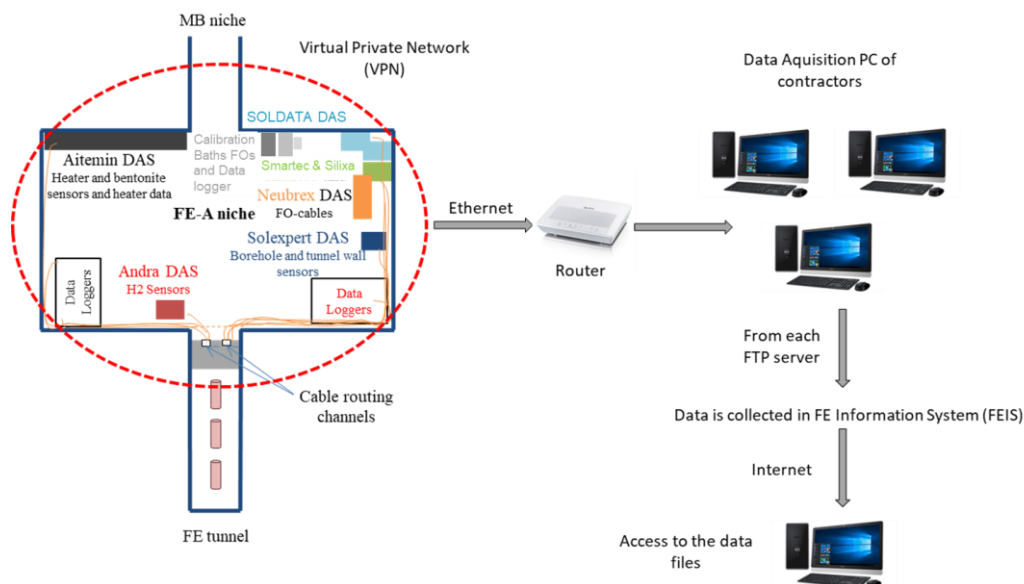 MB niche
Virtual Private Network
(VPN)
SOLDATA DAS
Calibration
Baths FOs
and Data
logger
Smartec & Silixa
Aitemin DAS
Heater and bentonite
sensors and heater data
Neubrex DAS
FO-cables
FE-A niche
Solexpert DAS
Borehole and tunnel wall
sensors
Andra DAS
H2 Sensors
Data
Loggers
Data
Loggers
Cable routing
channels
FE tunnel
Ethernet
Router
Data Aquisition PC of
contractors
From each
FTP server
Data is collected in FE Information System (FEIS)
Internet
Access to the data
files